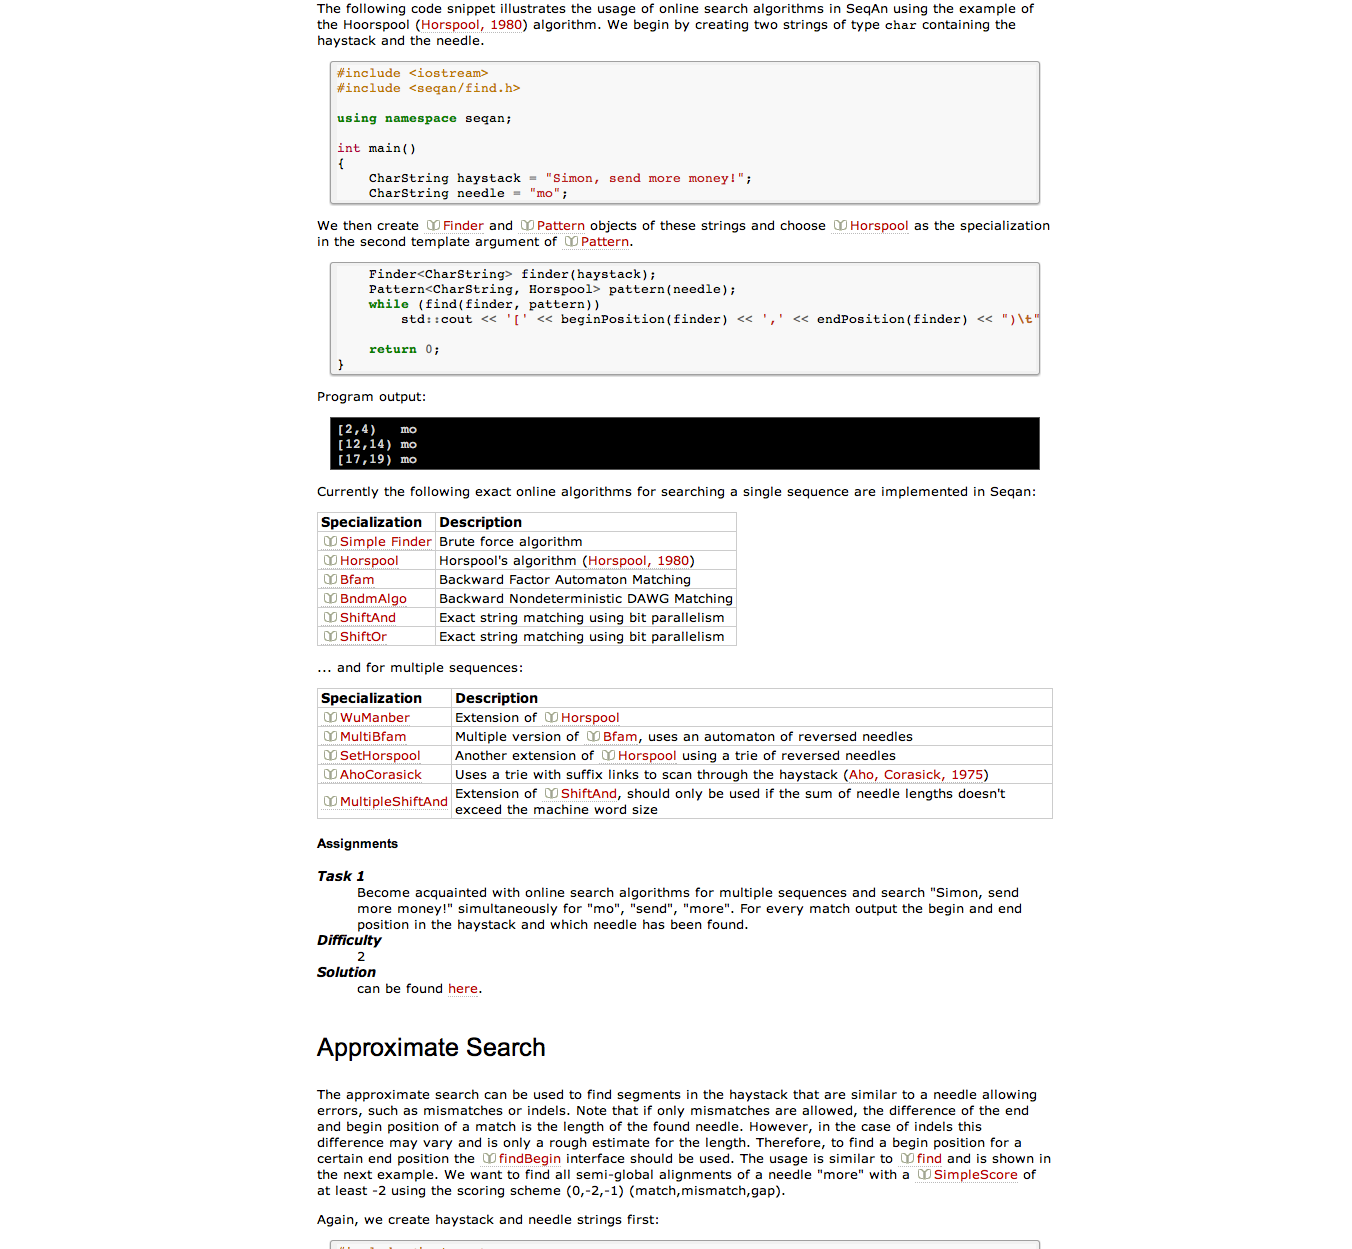 The following code snippet illustrates the usage of online search algorithms in SeqAn using the example of
the Hoorspool (Horspool, 1980) algorithm. We begin by creating two strings of type char containing the
haystack and the needle.
#include <iostream>
#include <seqan/find.h>
using namespace seqan;
int main()
{
    CharString haystack = "Simon, send more money!";
    CharString needle = "mo";
We then create Finder and Pattern objects of these strings and choose Horspool as the specialization
in the second template argument of Pattern.
    Finder<CharString> finder(haystack);
    Pattern<CharString, Horspool> pattern(needle);
    while (find(finder, pattern))
        std::cout << '[' << beginPosition(finder) << ',' << endPosition(finder) << ")\t"
    return 0;
}
Program output:
[2,4)   mo
[12,14) mo
[17,19) mo
Currently the following exact online algorithms for searching a single sequence are implemented in Seqan:
Specialization Description
Simple Finder Brute force algorithm
Horspool Horspool's algorithm (Horspool, 1980)
Bfam Backward Factor Automaton Matching
BndmAlgo Backward Nondeterministic DAWG Matching
ShiftAnd Exact string matching using bit parallelism
ShiftOr Exact string matching using bit parallelism
... and for multiple sequences:
Specialization Description
WuManber Extension of Horspool
MultiBfam Multiple version of Bfam, uses an automaton of reversed needles
SetHorspool Another extension of Horspool using a trie of reversed needles
AhoCorasick Uses a trie with suffix links to scan through the haystack (Aho, Corasick, 1975)
MultipleShiftAnd Extension of ShiftAnd, should only be used if the sum of needle lengths doesn't
exceed the machine word size
Assignments
Task 1
Become acquainted with online search algorithms for multiple sequences and search "Simon, send
more money!" simultaneously for "mo", "send", "more". For every match output the begin and end
position in the haystack and which needle has been found.
Difficulty
2
Solution
can be found here.
Approximate Search
The approximate search can be used to find segments in the haystack that are similar to a needle allowing
errors, such as mismatches or indels. Note that if only mismatches are allowed, the difference of the end
and begin position of a match is the length of the found needle. However, in the case of indels this
difference may vary and is only a rough estimate for the length. Therefore, to find a begin position for a
certain end position the findBegin interface should be used. The usage is similar to find and is shown in
the next example. We want to find all semi-global alignments of a needle "more" with a SimpleScore of
at least -2 using the scoring scheme (0,-2,-1) (match,mismatch,gap).
Again, we create haystack and needle strings first: